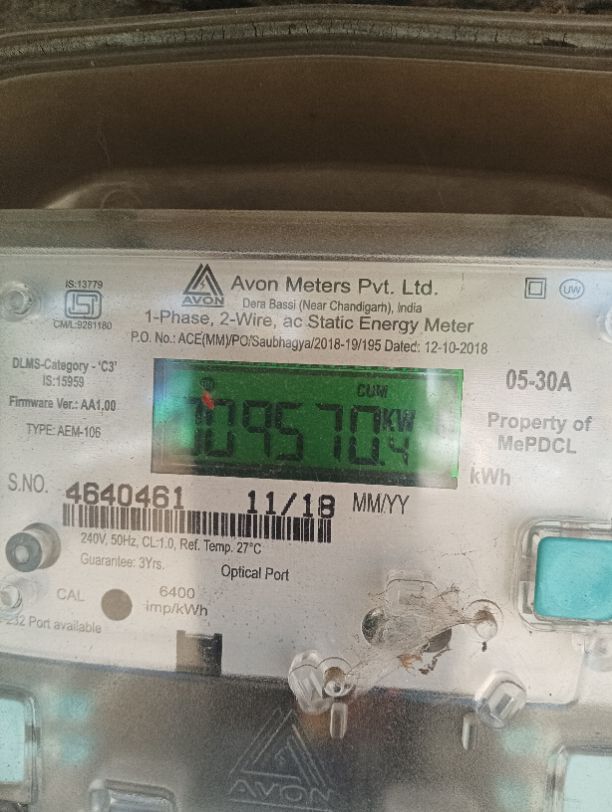 IS:13779
CM/L:9281180
AVON
Avon Meters Pvt. Ltd.
Dera Bassi (Near Chandigarh), India
UW
1-Phase, 2-Wire, ac Static Energy Meter
P.O. No.: ACE(MM)/PO/Saubhagya/2018-19/195 Dated: 12-10-2018
DLMS-Category - 'C3'
IS:15959
Firmware Ver.: AA1.00
TYPE: AEM-106
CUM
KW
05-30A
Property of
MePDCL
kWh
S.NO. 4640461 11/18 MM/YY
240V, 50Hz, CL:1.0, Ref. Temp. 27°C
Guarantee: 3Yrs.
Optical Port
CAL
6400
imp/kWh
232 Port available
AVON